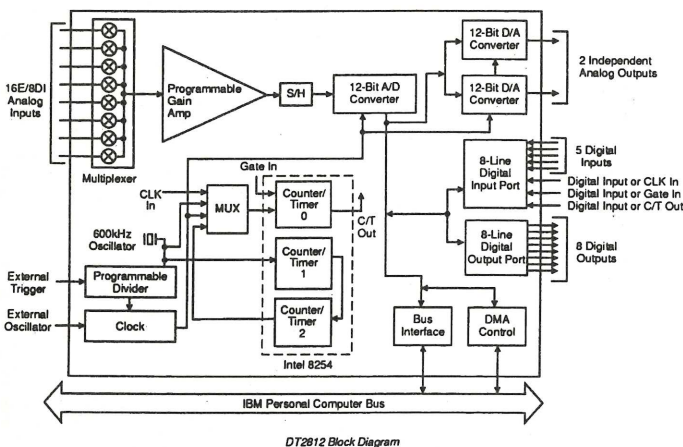 16E/8DI
Analog
Inputs
Multiplexer
Programmable
Gain
Amp
S/H
12-Bit A/D
Converter
12-Bit D/A
Converter
12-Bit D/A
Converter
2 Independent
Analog Outputs
8-Line
Digital
Input Port
5 Digital
Inputs
Digital Input or CLK In
Digital Input or Gate In
Digital Input or C/T Out
8-Line
Digital
Output Port
8 Digital
Outputs
Gate In
CLK
In
MUX
Counter/
Timer
0
C/T
Out
Counter/
Timer
1
Counter/
Timer
2
Intel 8254
600kHz
Oscillator
External
Trigger
Programmable
Divider
External
Oscillator
Clock
Bus
Interface
DMA
Control
IBM Personal Computer Bus
DT2812 Block Diagram